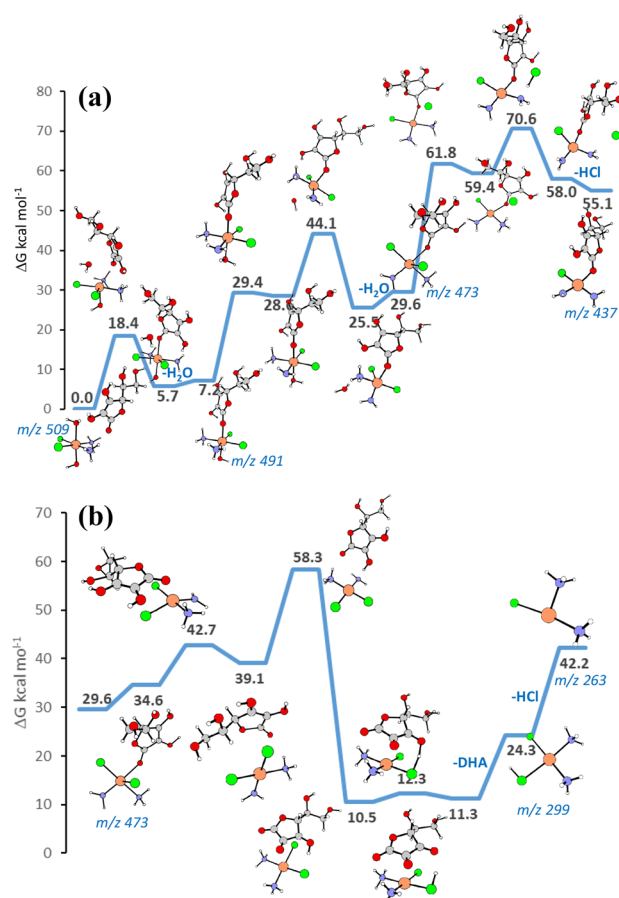 (a)
ΔG kcal mol⁻¹
80
70
60
50
40
30
20
10
0
0.0
18.4
5.7
-H₂O
7.2
29.4
28.6
44.1
25.5
-H₂O
29.6
61.8
59.4
70.6
58.0
-HCl
55.1
m/z 509
m/z 491
m/z 473
m/z 437
(b)
ΔG kcal mol⁻¹
70
60
50
40
30
20
10
0
29.6
34.6
42.7
39.1
58.3
10.5
12.3
11.3
-DHA
24.3
-HCl
42.2
m/z 263
m/z 473
m/z 299